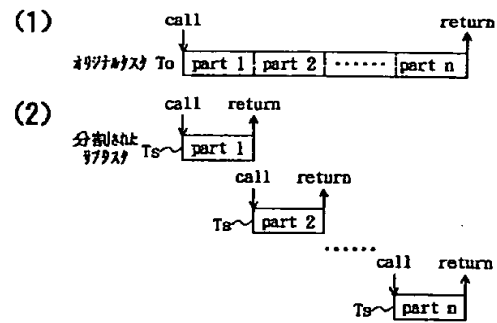 (1)
call return
オリジナルタスク To part 1 part 2 ...... part n
(2)
call return
分割された
サブタスク Ts part 1
call return
Ts part 2
......
call return
Ts part n